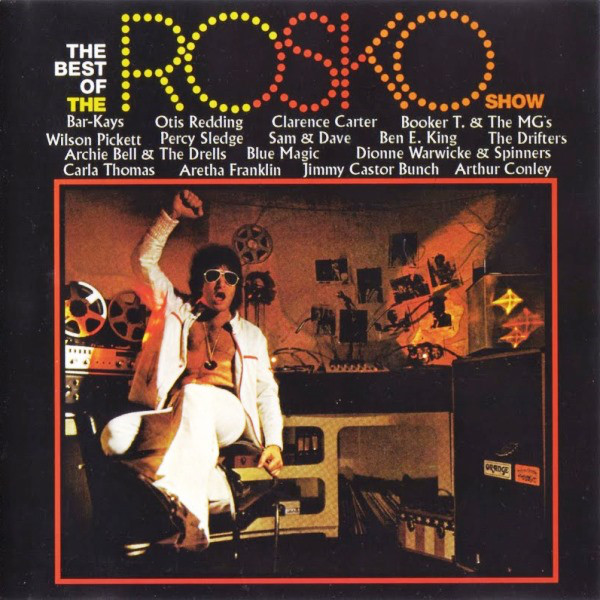 THE
BEST
OF
THE ROSKO SHOW
Bar-Kays Otis Redding Clarence Carter Booker T. & The MG's
Wilson Pickett Percy Sledge Sam & Dave Ben E. King The Drifters
Archie Bell & The Drells Blue Magic Dionne Warwicke & Spinners
Carla Thomas Aretha Franklin Jimmy Castor Bunch Arthur Conley
ORANGE